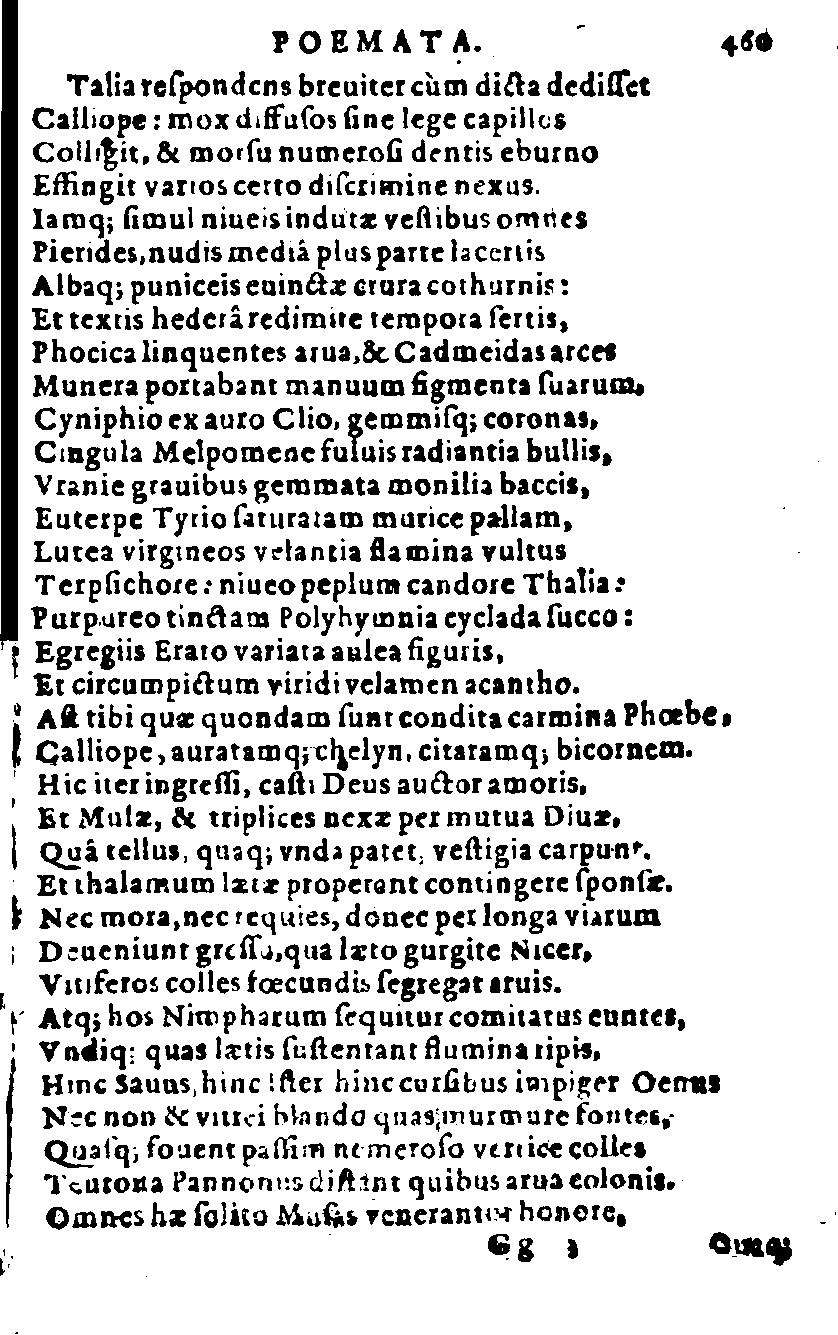 POEMATA. 460
Talia reſpondens breuiter cùm dicta dediſſet
Calliope: mox diffuſos ſine lege capillos
Colligit, & morſu numeroſi dentis eburno
Effingit varios certo diſcrimine nexus.
Iamq; ſimul niueis indutæ veſtibus omnes
Pierides, nudis mediâ plus parte lacertis
Albaq; puniceis euinctæ crura cothurnis:
Et textis hederâ redimite tempora ſertis,
Phocica linquentes arua, & Cadmeidas arces
Munera portabant manuum figmenta ſuarum,
Cyniphio ex auro Clio, gemmiſq; coronas,
Cingula Melpomene fuluis radiantia bullis,
Vranie grauibus gemmata monilia baccis,
Euterpe Tyrio ſaturatam murice pallam,
Lutea virgineos velantia flamina vultus
Terpſichore: niueo peplum candore Thalia:
Purpureo tinctam Polyhymnia cyclada ſucco:
Egregiis Erato variata aulea figuris,
Et circumpictum viridi velamen acantho.
Aſt tibi quæ quondam ſunt condita carmina Phœbe,
Calliope, auratamq; chelyn, citaramq; bicornem.
Hic iter ingreſſi, caſti Deus auctor amoris,
Et Muſæ, & triplices nexæ per mutua Diuæ,
Quâ tellus, quaq; vnda patet, veſtigia carpunt.
Et thalamum lætæ properant contingere ſponſæ.
Nec mora, nec requies, donec per longa viarum
Deueniunt greſſu, qua læto gurgite Nicer,
Vitiferos colles fœcundis ſegregat aruis.
Atq; hos Nimpharum ſequitur comitatus euntes,
Vndiq; quas lætis ſuſtentant flumina ripis,
Hinc Sauus, hinc Iſter hinc curſibus impiger Oenus
Nec non & vitrei blando quas murmure fontes,
Quaſq; fouent paſſim nemeroſo vertice colles
Teutona Pannonus diſtant quibus arua colonis.
Omnes hæ ſolito Muſas venerantur honore,
Gg 3